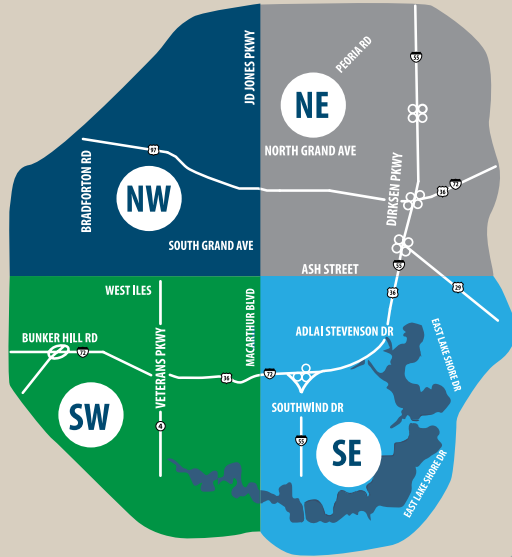 JD JONES PKWY
PEORIA RD
55
NE
NORTH GRAND AVE
97
BRADFORTON RD
NW
DIRKSEN PKWY
36
72
SOUTH GRAND AVE
ASH STREET
55
29
36
WEST ILES
MACARTHUR BLVD
VETERANS PKWY
BUNKER HILL RD
72
ADLAI STEVENSON DR
EAST LAKE SHORE DR
36
72
SW
4
SOUTHWIND DR
55
SE
EAST LAKE SHORE DR